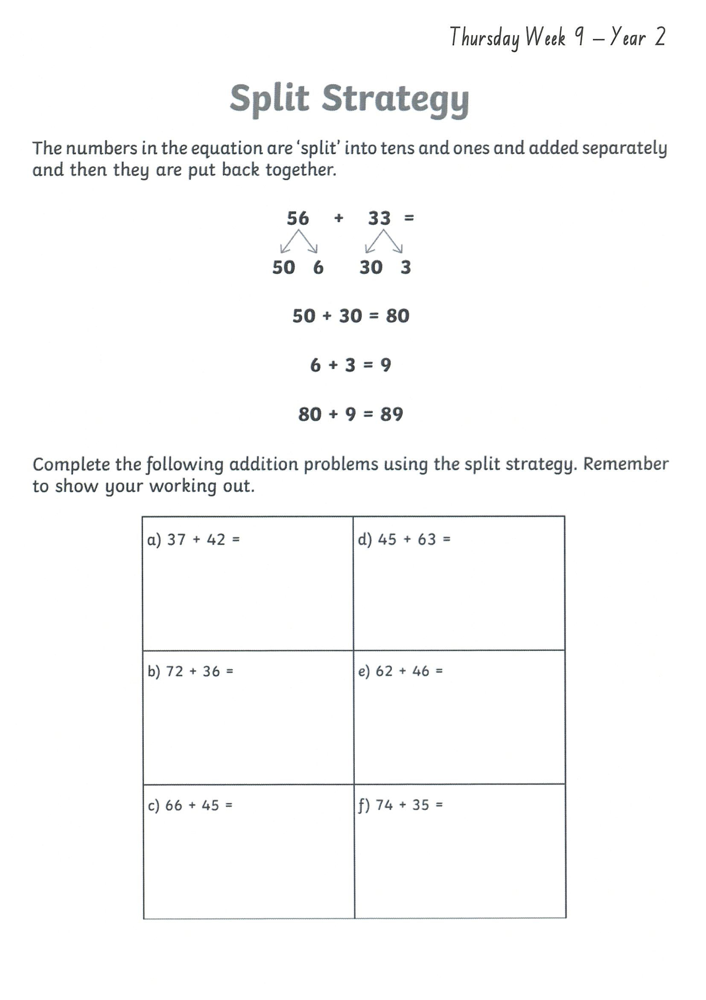 Thursday Week 9 – Year 2
Split Strategy
The numbers in the equation are ‘split’ into tens and ones and added separately
and then they are put back together.
56 + 33 =
50 6 30 3
50 + 30 = 80
6 + 3 = 9
80 + 9 = 89
Complete the following addition problems using the split strategy. Remember
to show your working out.
a) 37 + 42 =
d) 45 + 63 =
b) 72 + 36 =
e) 62 + 46 =
c) 66 + 45 =
f) 74 + 35 =